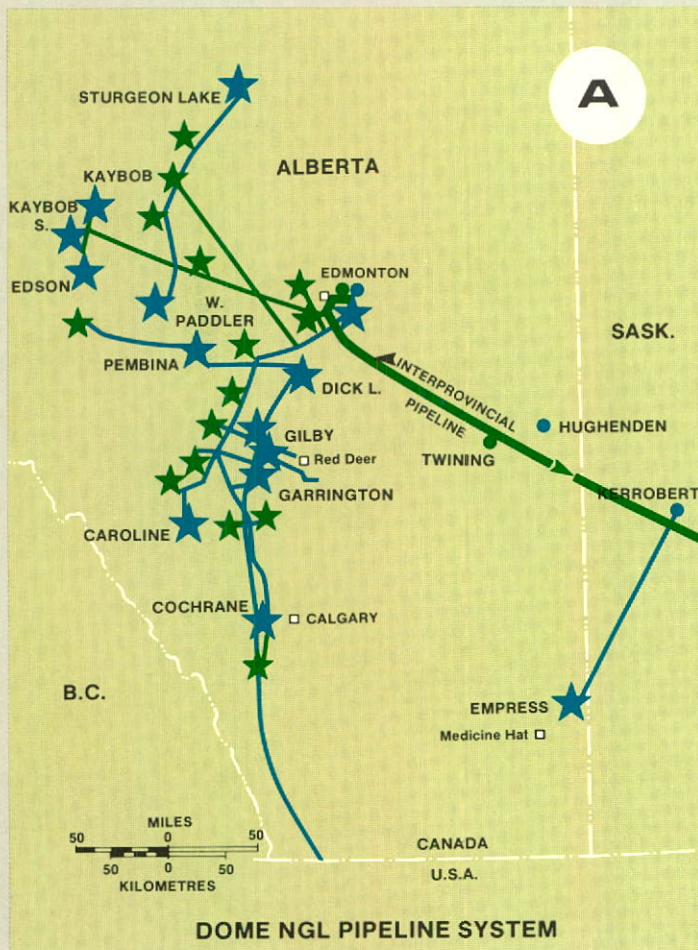 A
STURGEON LAKE
ALBERTA
KAYBOB
KAYBOB
S.
EDMONTON
EDSON
W.
PADDLER
SASK.
PEMBINA
INTERPROVINCIAL
PIPELINE
DICK L.
HUGHENDEN
GILBY
TWINING
Red Deer
GARRINGTON
KERROBERT
CAROLINE
COCHRANE
CALGARY
B.C.
EMPRESS
Medicine Hat
MILES
50 0 50
50 0 50
KILOMETRES
CANADA
U.S.A.
DOME NGL PIPELINE SYSTEM